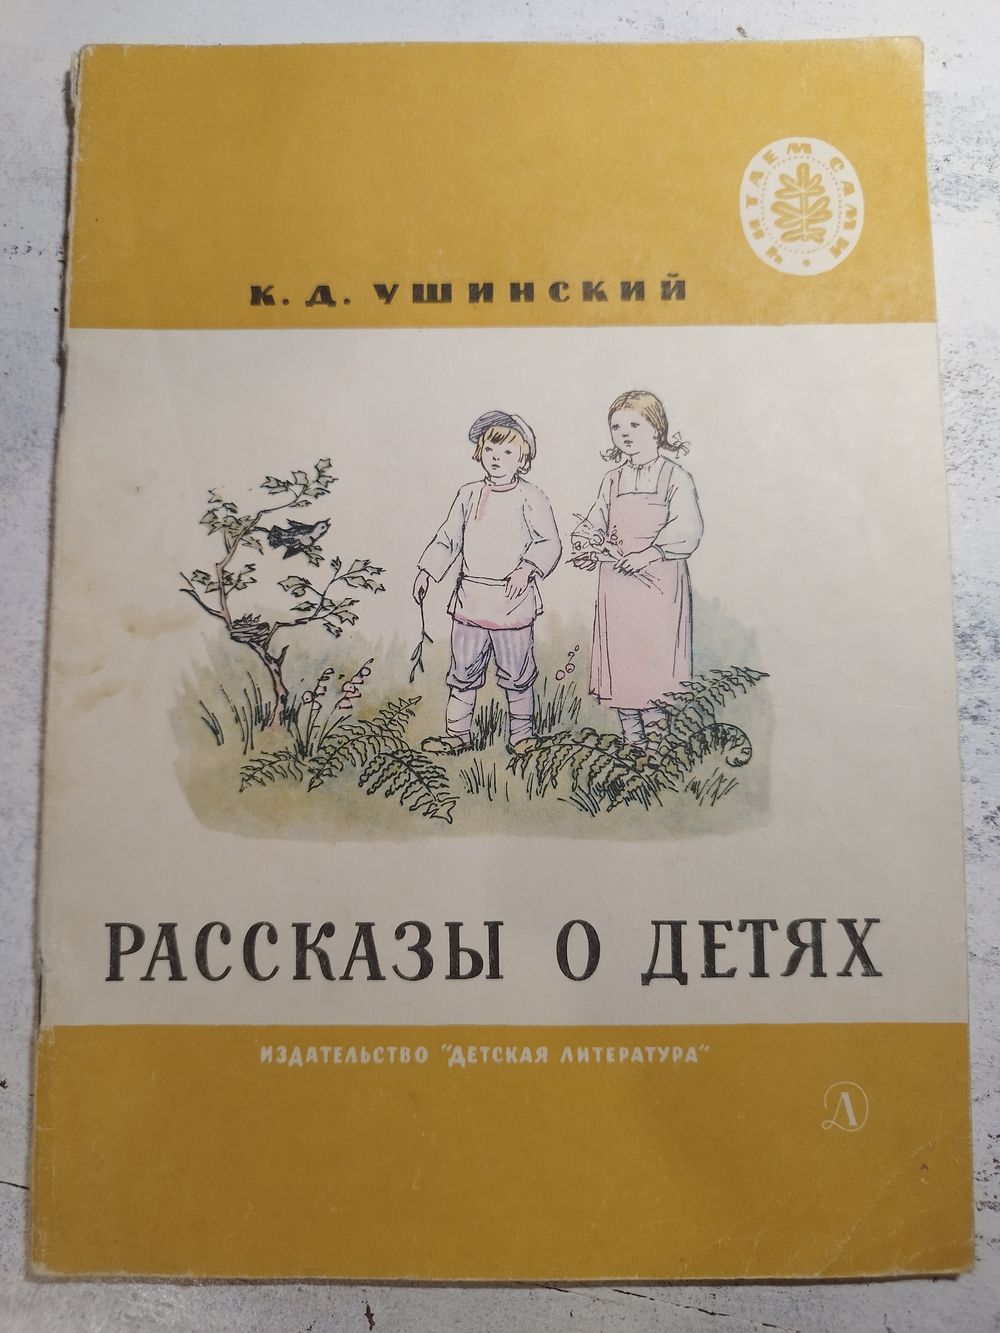 ЧИТАЕМ САМИ
К. Д. УШИНСКИЙ
РАССКАЗЫ О ДЕТЯХ
ИЗДАТЕЛЬСТВО "ДЕТСКАЯ ЛИТЕРАТУРА"